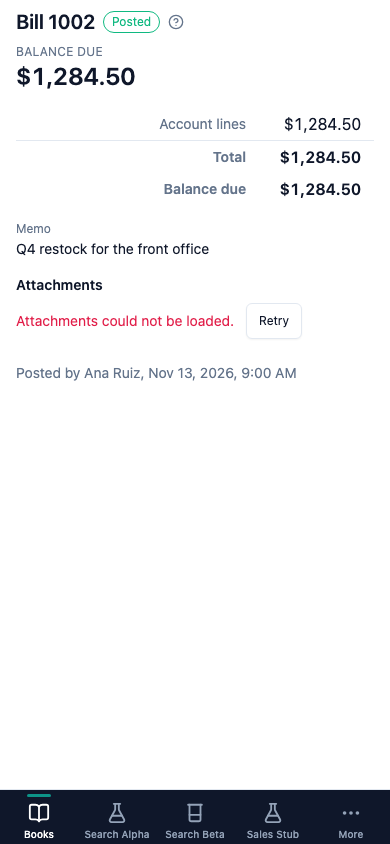 Bill 1002 Posted ?
BALANCE DUE
$1,284.50
Account lines $1,284.50
Total $1,284.50
Balance due $1,284.50
Memo
Q4 restock for the front office
Attachments
Attachments could not be loaded. Retry
Posted by Ana Ruiz, Nov 13, 2026, 9:00 AM
Books Search Alpha Search Beta Sales Stub More